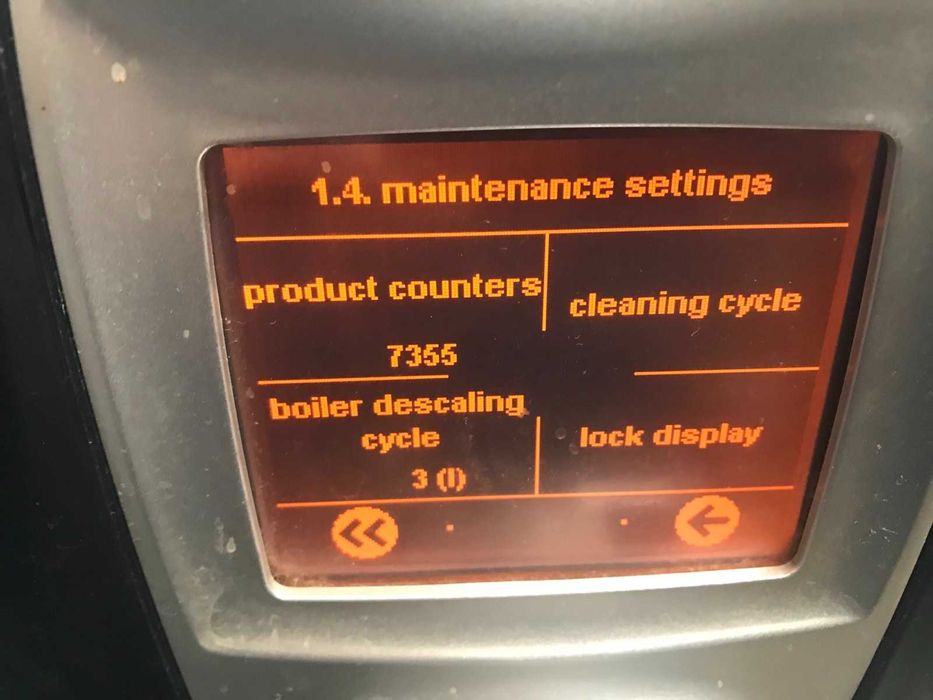 1.4. maintenance settings
product counters
7355
cleaning cycle
boiler descaling
cycle
3 (l)
lock display